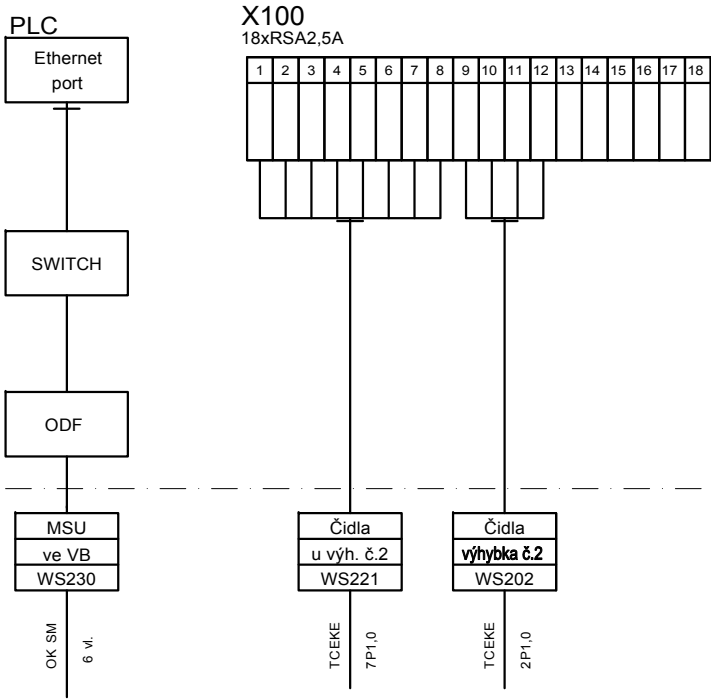 PLC
Ethernet
port
SWITCH
ODF
MSU
ve VB
WS230
OK SM
6 vl.
X100
18xRSA2,5A
1 2 3 4 5 6 7 8 9 10 11 12 13 14 15 16 17 18
Čidla
u výh. č.2
WS221
TCEKE
7P1,0
Čidla
výhybka č.2
WS202
TCEKE
2P1,0